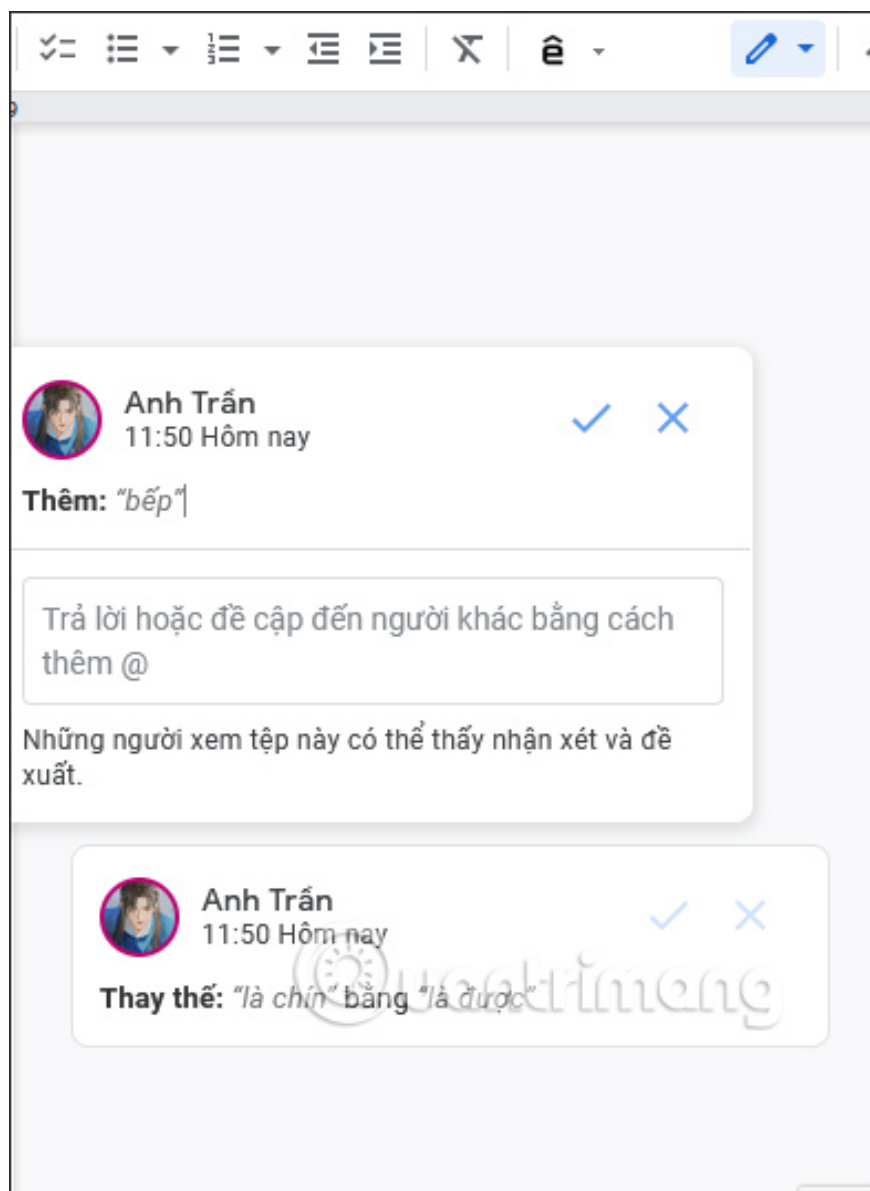 ê
9
Anh Trần
11:50 Hôm nay
Thêm: “bếp”
Trả lời hoặc đề cập đến người khác bằng cách
thêm @
Những người xem tệp này có thể thấy nhận xét và đề
xuất.
Anh Trần
11:50 Hôm nay
Thay thế: “là chín” bằng “là được”
Quantrimang